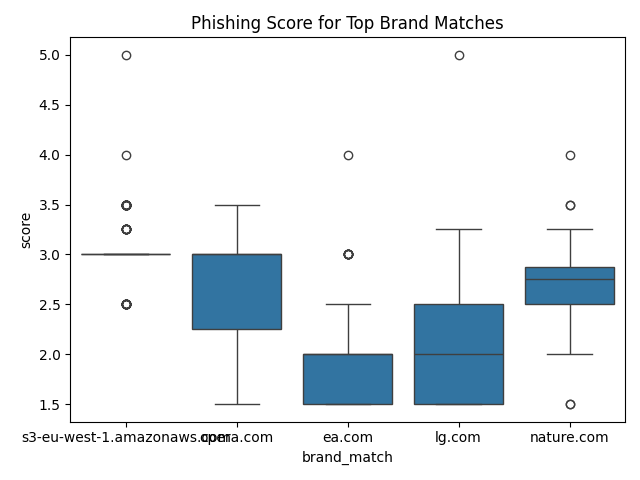 Phishing Score for Top Brand Matches
5.0
4.5
4.0
3.5
3.0
2.5
2.0
1.5
score
s3-eu-west-1.amazonaws.com opera.com ea.com lg.com nature.com
brand_match